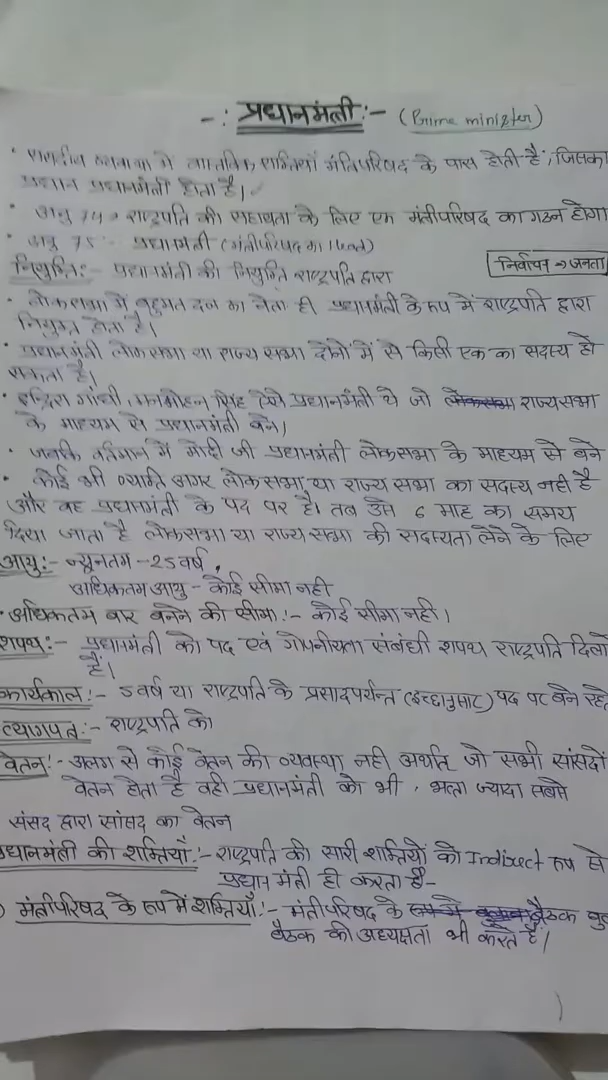 -: प्रधानमंत्री :- (Prime minister)
• संसदीय व्यवस्था में वास्तविक शक्तियाँ मंत्रिपरिषद के पास होती हैं, जिसका
प्रधान प्रधानमंत्री होता है।
• अनु 74 राष्ट्रपति की सहायता के लिए एक मंत्रीपरिषद का गठन होगा
• अनु 75 :- प्रधानमंत्री (मंत्रीपरिषद का
नियुक्ति :- प्रधानमंत्री की नियुक्ति राष्ट्रपति द्वारा
निर्वाचन → जनता
• लोकसभा में बहुमत दल का नेता ही प्रधानमंत्री के रूप में राष्ट्रपति द्वारा
नियुक्त होता है।
• प्रधानमंत्री लोकसभा या राज्य सभा दोनों में से किसी एक का सदस्य हो
सकता है।
• इन्दिरा गांधी, मनमोहन सिंह ऐसे प्रधानमंत्री थे जो लोकसभा राज्यसभा
के माध्यम से प्रधानमंत्री बने।
• जबकि वर्तमान में मोदी जी प्रधानमंत्री लोकसभा के माध्यम से बने
• कोई भी व्यक्ति अगर लोकसभा या राज्य सभा का सदस्य नहीं है
और वह प्रधानमंत्री के पद पर है। तब उसे 6 माह का समय
दिया जाता है लोकसभा या राज्य सभा की सदस्यता लेने के लिए
आयु :- न्यूनतम - 25 वर्ष,
अधिकतम आयु - कोई सीमा नहीं
• अधिकतम बार बनने की सीमा :- कोई सीमा नहीं।
शपथ :- प्रधानमंत्री को पद एवं गोपनीयता संबंधी शपथ राष्ट्रपति दिलाते
हैं।
कार्यकाल :- 5 वर्ष या राष्ट्रपति के प्रसादपर्यन्त (इच्छानुसार) पद पर बने रहते
त्यागपत्र :- राष्ट्रपति को
वेतन :- अलग से कोई वेतन की व्यवस्था नहीं अर्थात् जो सभी सांसदों
वेतन होता है वही प्रधानमंत्री को भी, भत्ता ज्यादा सबसे
संसद द्वारा सांसद का वेतन
प्रधानमंत्री की शक्तियाँ :- राष्ट्रपति की सारी शक्तियों को Indirect रूप से
प्रधान मंत्री ही करता है -
मंत्रीपरिषद के रूप में शक्तियाँ :- मंत्रीपरिषद के बैठक
बैठक की अध्यक्षता भी करते हैं।